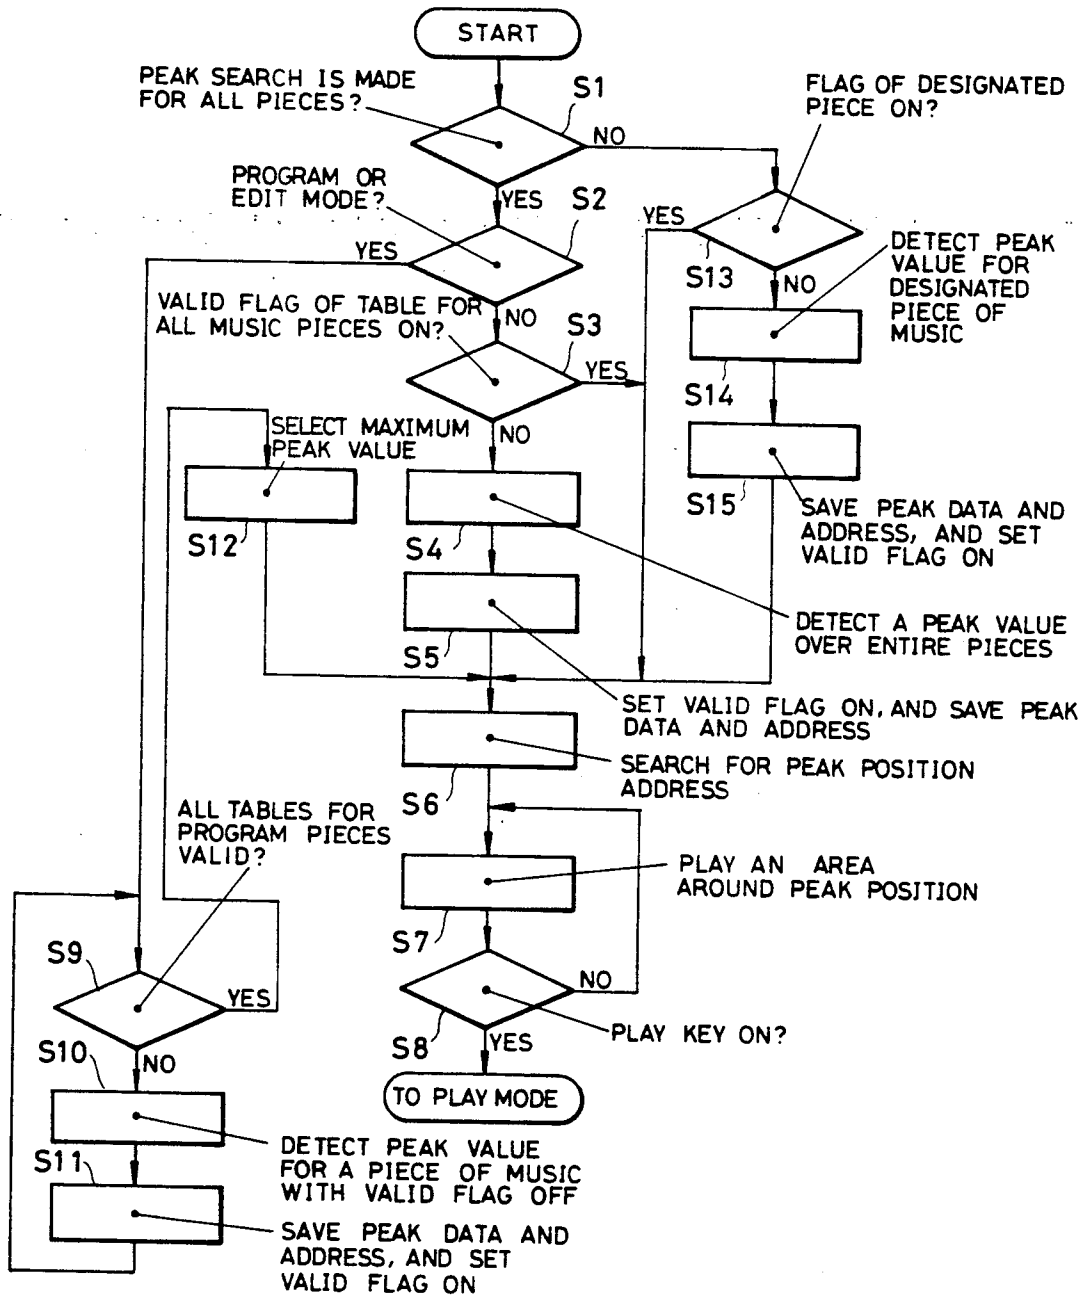 START
PEAK SEARCH IS MADE
FOR ALL PIECES?
S1
FLAG OF DESIGNATED
PIECE ON?
NO
YES
PROGRAM OR
EDIT MODE?
S2
YES
YES
S13
DETECT PEAK
VALUE FOR
DESIGNATED
PIECE OF
MUSIC
NO
VALID FLAG OF TABLE FOR
ALL MUSIC PIECES ON?
NO
S3
YES
S14
SELECT MAXIMUM
PEAK VALUE
NO
S15
SAVE PEAK DATA AND
ADDRESS, AND SET
VALID FLAG ON
S12
S4
DETECT A PEAK VALUE
OVER ENTIRE PIECES
S5
SET VALID FLAG ON, AND SAVE PEAK
DATA AND ADDRESS
SEARCH FOR PEAK POSITION
ADDRESS
S6
ALL TABLES FOR
PROGRAM PIECES
VALID?
PLAY AN AREA
AROUND PEAK POSITION
S7
S9
YES
NO
PLAY KEY ON?
S8
YES
S10
NO
TO PLAY MODE
DETECT PEAK VALUE
FOR A PIECE OF MUSIC
WITH VALID FLAG OFF
S11
SAVE PEAK DATA AND
ADDRESS, AND SET
VALID FLAG ON